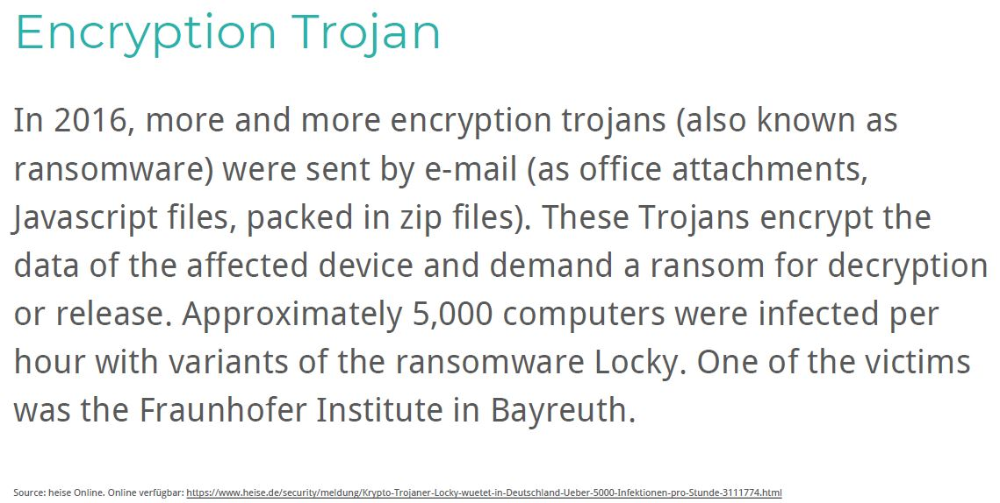 Encryption Trojan
In 2016, more and more encryption trojans (also known as
ransomware) were sent by e-mail (as office attachments,
Javascript files, packed in zip files). These Trojans encrypt the
data of the affected device and demand a ransom for decryption
or release. Approximately 5,000 computers were infected per
hour with variants of the ransomware Locky. One of the victims
was the Fraunhofer Institute in Bayreuth.
Source: heise Online. Online verfügbar: https://www.heise.de/security/meldung/Krypto-Trojaner-Locky-wuetet-in-Deutschland-Ueber-5000-Infektionen-pro-Stunde-3111774.html